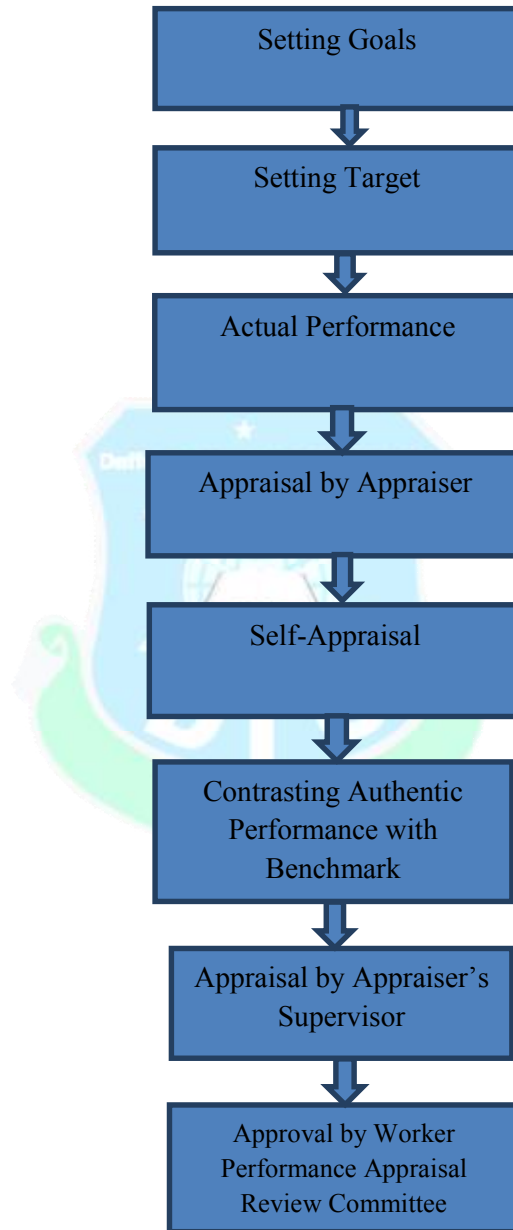 Setting Goals
Setting Target
Actual Performance
Appraisal by Appraiser
Self-Appraisal
Contrasting Authentic
Performance with
Benchmark
Appraisal by Appraiser’s
Supervisor
Approval by Worker
Performance Appraisal
Review Committee